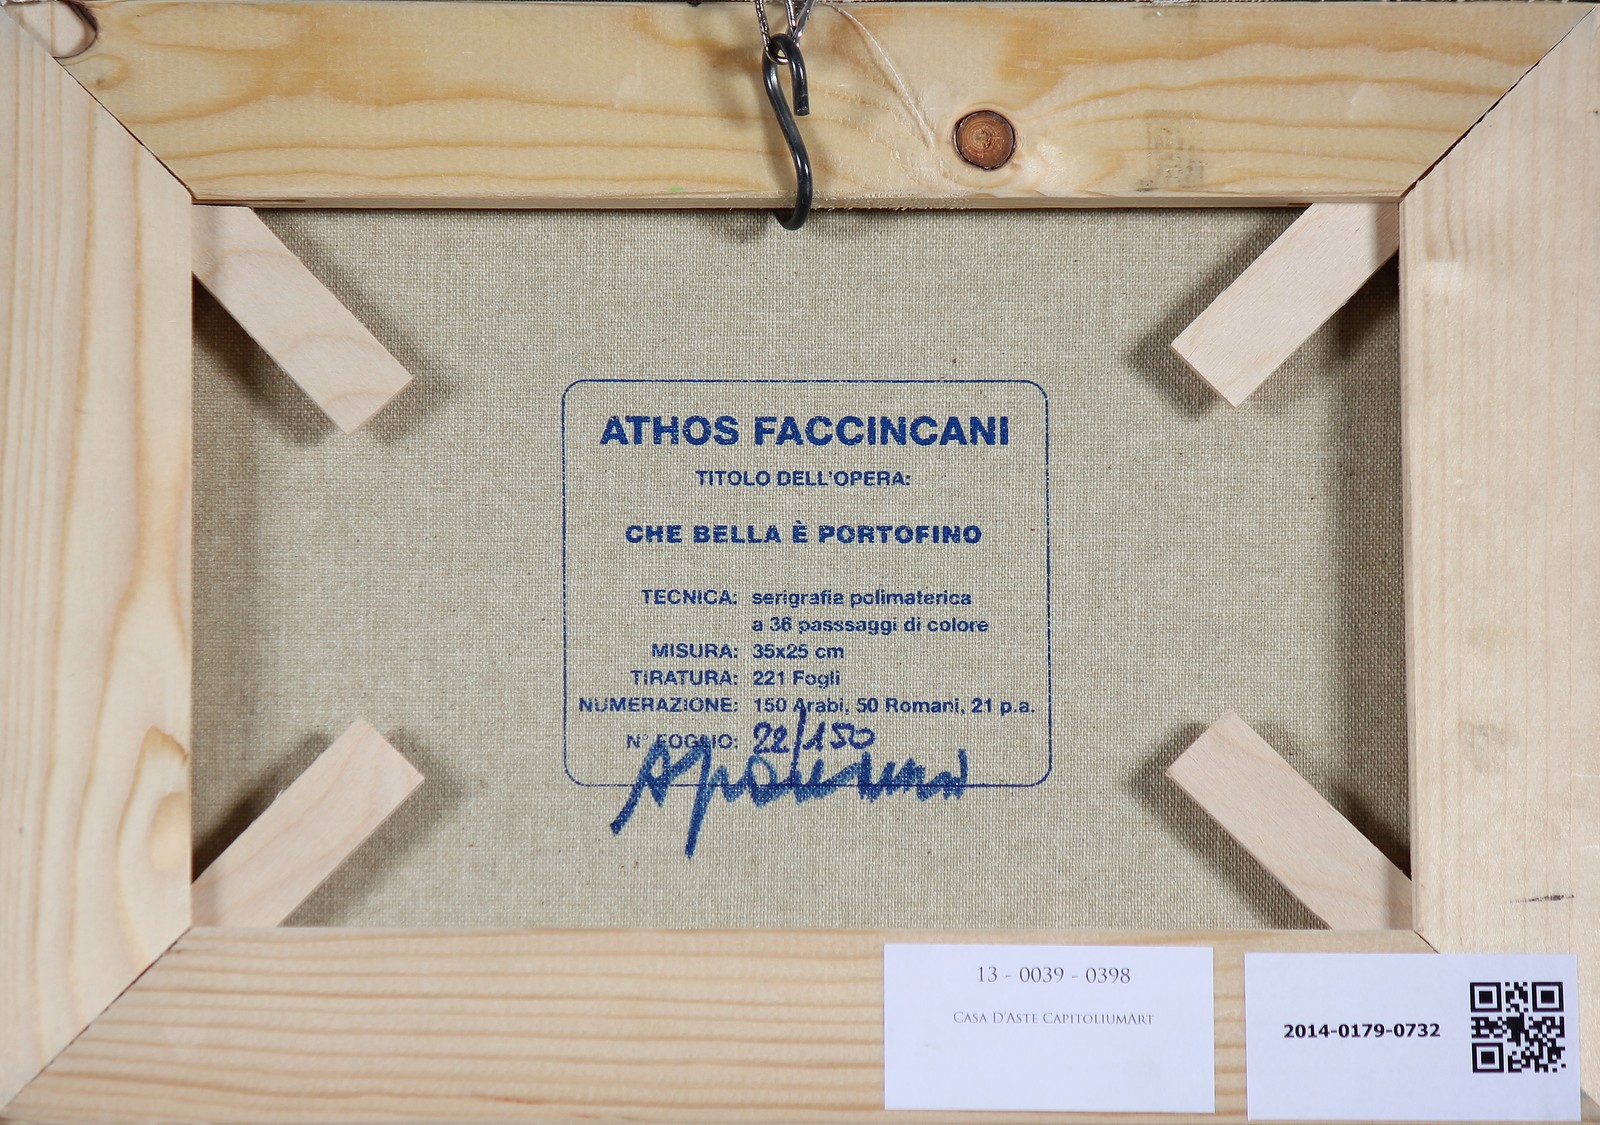 ATHOS FACCINCANI
TITOLO DELL'OPERA:
CHE BELLA È PORTOFINO
TECNICA: serigrafia polimaterica
a 36 passsaggi di colore
MISURA: 35x25 cm
TIRATURA: 221 Fogli
NUMERAZIONE: 150 Arabi, 50 Romani, 21 p.a.
N° FOGLIO: 22/150
13 - 0039 - 0398
CASA D'ASTE CAPITOLIUMART
2014-0179-0732